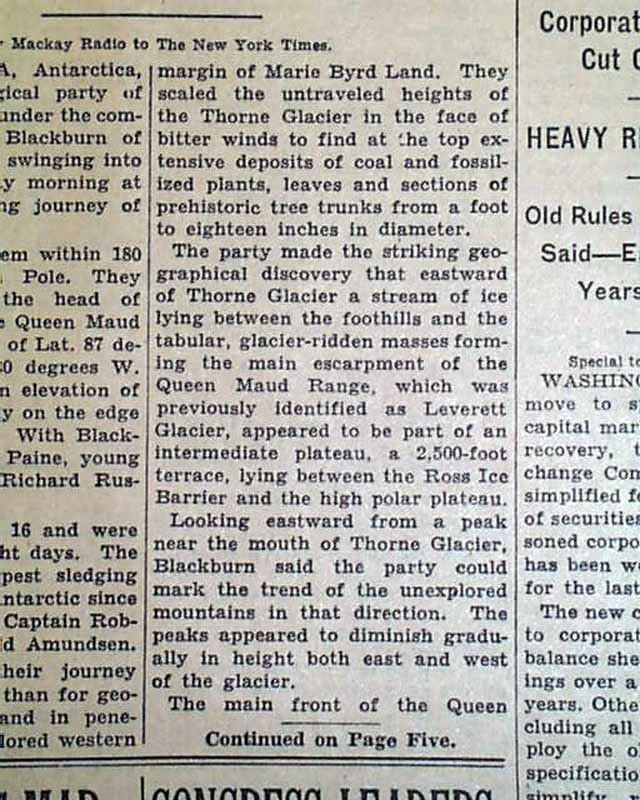 Mackay Radio to The New York Times.
A, Antarctica,
gical party of
under the com-
Blackburn of
swinging into
y morning at
ng journey of
em within 180
Pole. They
the head of
Queen Maud
of Lat. 87 de-
0 degrees W.
n elevation of
y on the edge
With Black-
Paine, young
Richard Rus-
16 and were
ht days. The
pest sledging
ntarctic since
Captain Rob-
d Amundsen.
heir journey
than for geo-
and in pene-
lored western
margin of Marie Byrd Land. They
scaled the untraveled heights of
the Thorne Glacier in the face of
bitter winds to find at the top ex-
tensive deposits of coal and fossil-
ized plants, leaves and sections of
prehistoric tree trunks from a foot
to eighteen inches in diameter.
The party made the striking geo-
graphical discovery that eastward
of Thorne Glacier a stream of ice
lying between the foothills and the
tabular, glacier-ridden masses form-
ing the main escarpment of the
Queen Maud Range, which was
previously identified as Leverett
Glacier, appeared to be part of an
intermediate plateau, a 2,500-foot
terrace, lying between the Ross Ice
Barrier and the high polar plateau.
Looking eastward from a peak
near the mouth of Thorne Glacier,
Blackburn said the party could
mark the trend of the unexplored
mountains in that direction. The
peaks appeared to diminish gradu-
ally in height both east and west
of the glacier.
The main front of the Queen
Continued on Page Five.
Corporat
Cut
HEAVY R
Old Rules
Said—E
Years
Special to
WASHIN
move to s
capital mar
recovery, t
change Com
simplified f
of securities
soned corpo
has been w
for the last
The new c
to corporat
balance she
ings over a
years. Othe
cluding all
ploy the o
specification
simplify
MAP
CONGRESS LEADERS